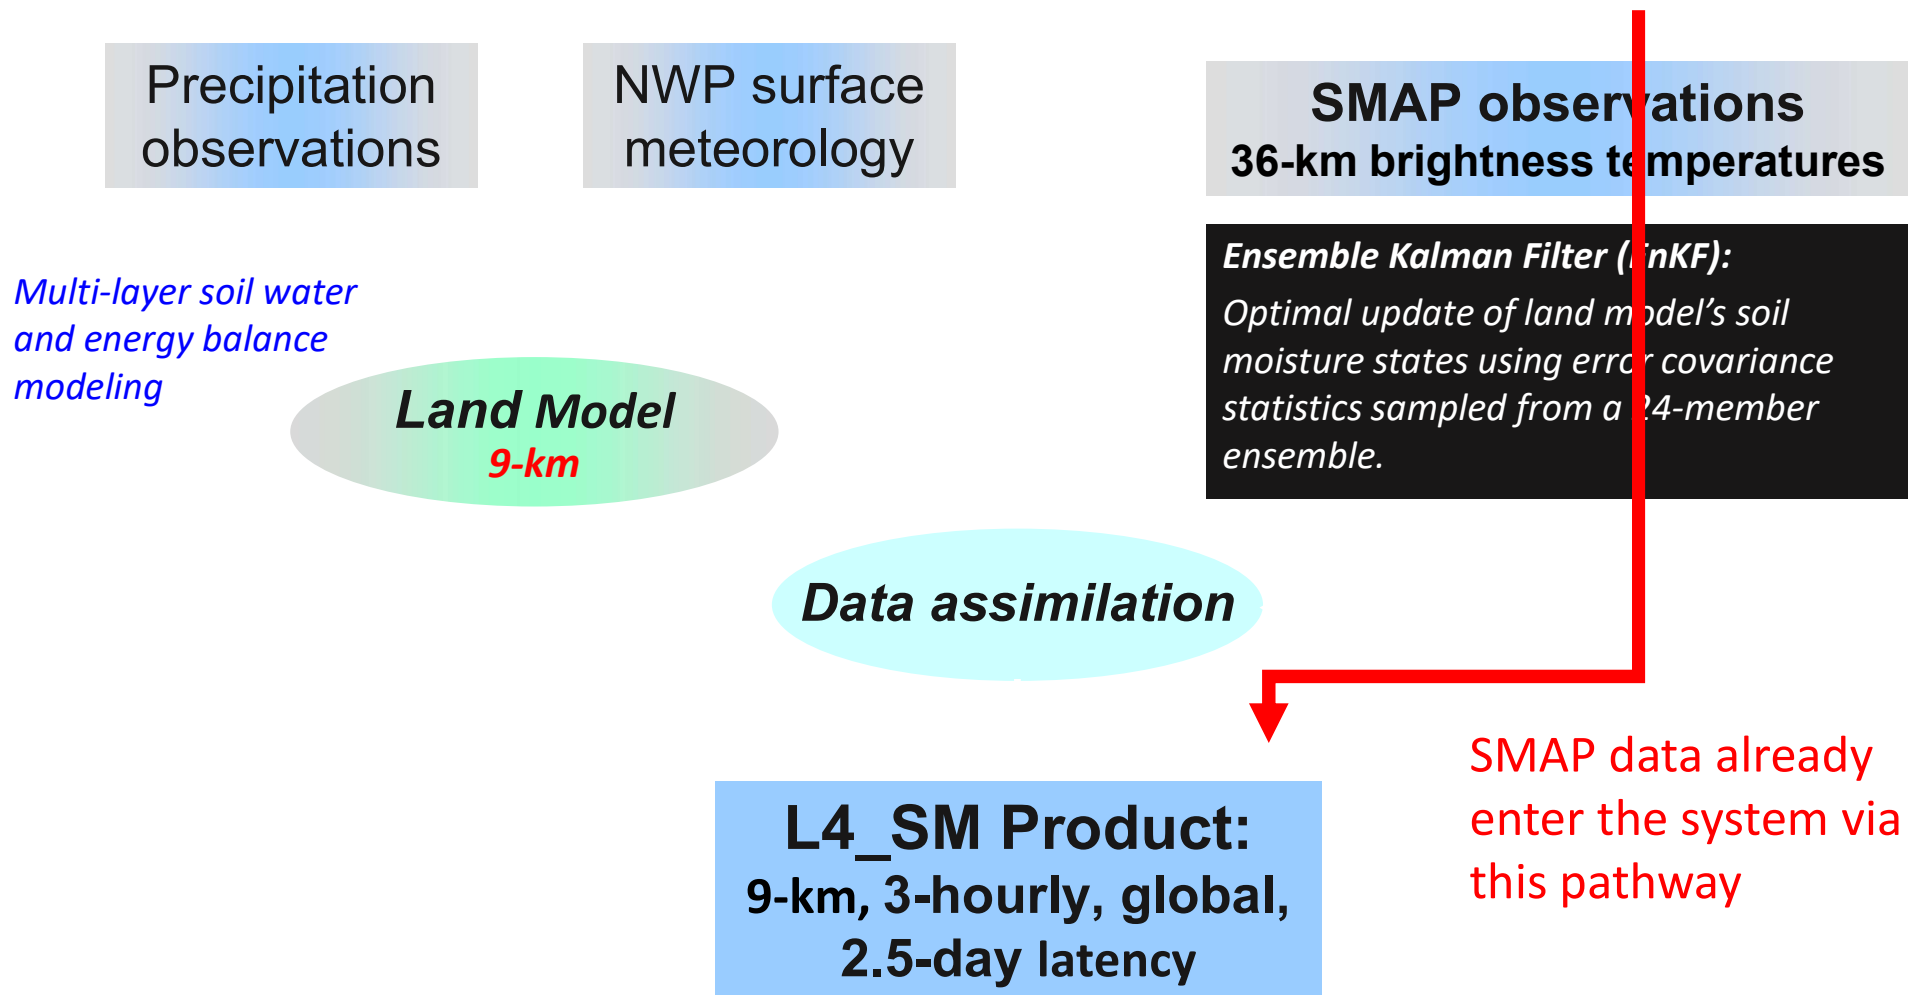 Precipitation
observations
NWP surface
meteorology
SMAP observations
36-km brightness temperatures
Multi-layer soil water
and energy balance
modeling
Ensemble Kalman Filter (EnKF):
Optimal update of land model’s soil
moisture states using error covariance
statistics sampled from a 24-member
ensemble.
Land Model
9-km
Data assimilation
SMAP data already
enter the system via
this pathway
L4_SM Product:
9-km, 3-hourly, global,
2.5-day latency